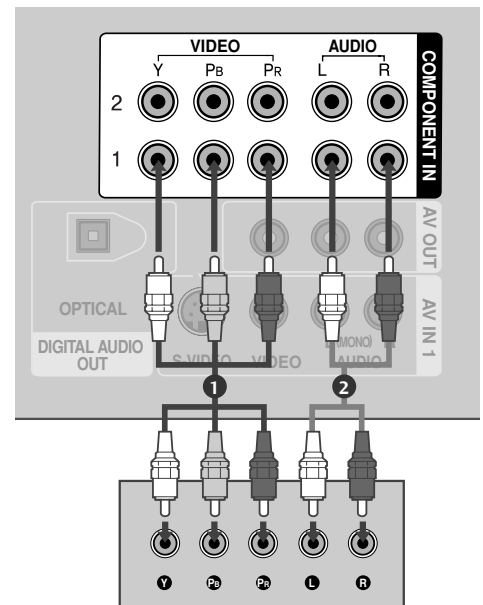 VIDEO AUDIO
Y PB PR L R
COMPONENT IN
2
1
AV OUT
OPTICAL
AV IN 1
DIGITAL AUDIO
OUT
S-VIDEO VIDEO (MONO)
AUDIO
1 2
Y PB PR L R